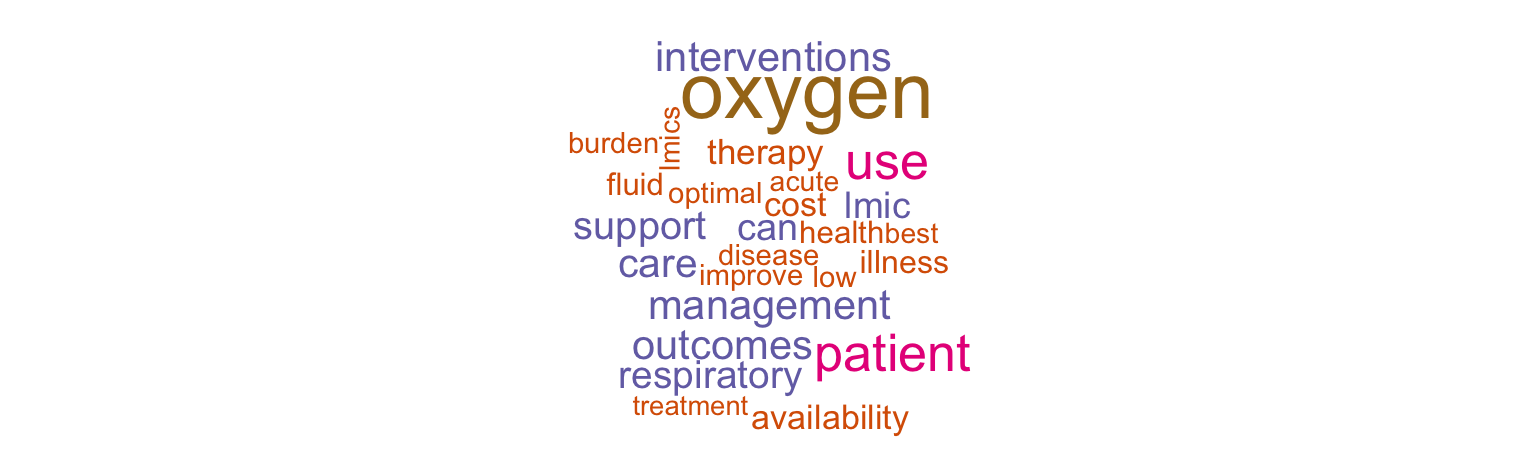 interventions
oxygen
lmics
burden
therapy
use
fluid
optimal
acute
cost
lmic
support
can
health
best
disease
care
improve
low
illness
management
outcomes
patient
respiratory
treatment
availability